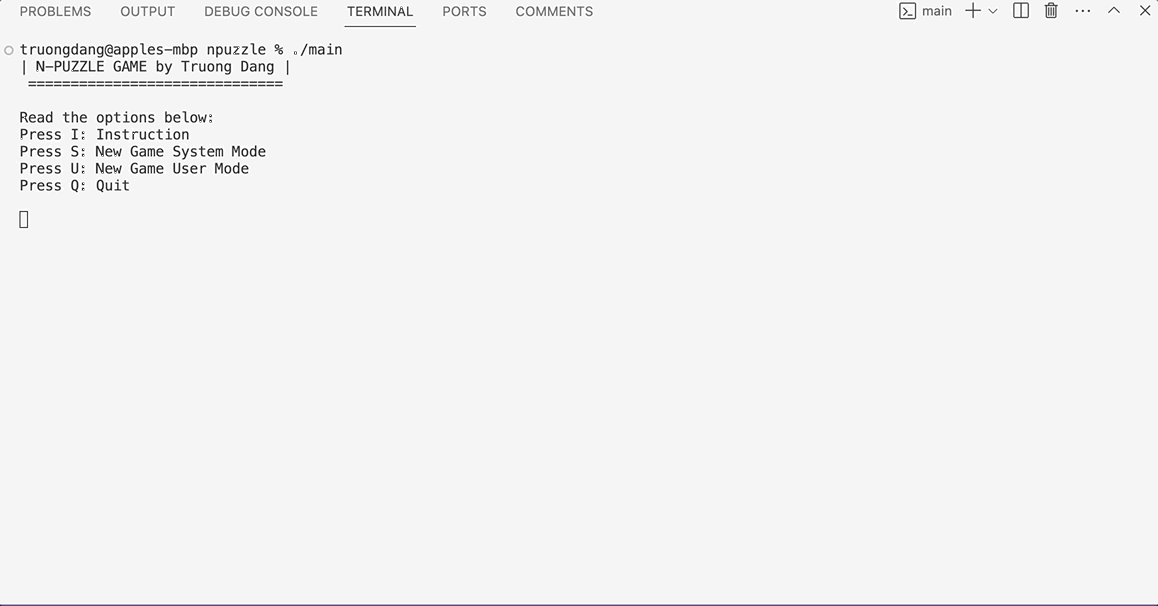 PROBLEMS OUTPUT DEBUG CONSOLE TERMINAL PORTS COMMENTS main
truongdang@apples-mbp npuzzle % ./main
| N-PUZZLE GAME by Truong Dang |
==============================
Read the options below:
Press I: Instruction
Press S: New Game System Mode
Press U: New Game User Mode
Press Q: Quit